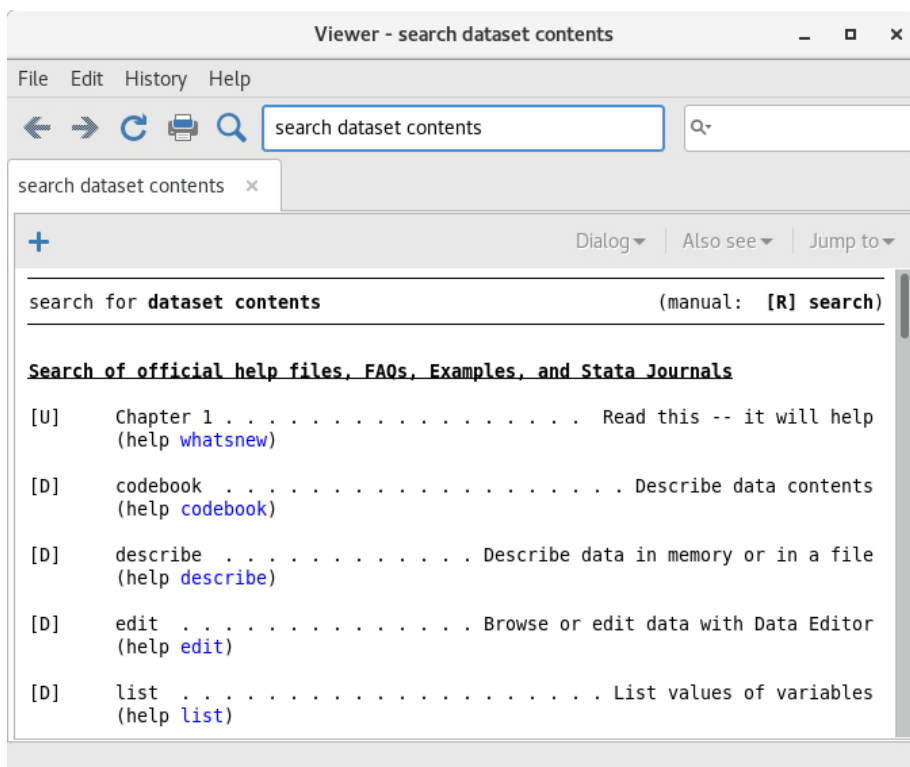 Viewer - search dataset contents
File Edit History Help
search dataset contents
search dataset contents ×
+ Dialog Also see Jump to
search for dataset contents (manual: [R] search)
Search of official help files, FAQs, Examples, and Stata Journals
[U] Chapter 1 . . . . . . . . . . . . . . . . . Read this -- it will help
(help whatsnew)
[D] codebook . . . . . . . . . . . . . . . . . . . Describe data contents
(help codebook)
[D] describe . . . . . . . . . . . . Describe data in memory or in a file
(help describe)
[D] edit . . . . . . . . . . . . . . Browse or edit data with Data Editor
(help edit)
[D] list . . . . . . . . . . . . . . . . . . . . List values of variables
(help list)